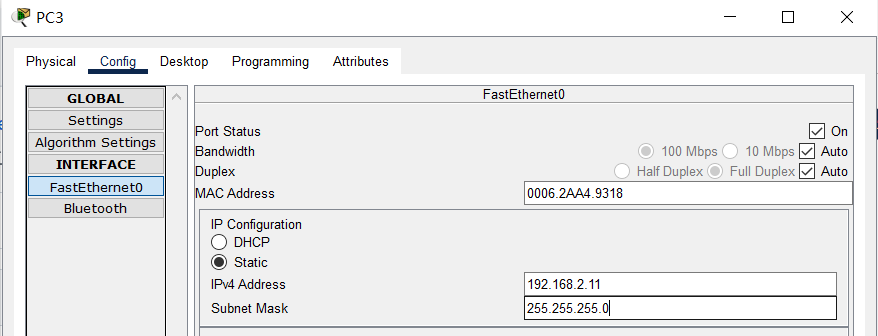 PC3
Physical Config Desktop Programming Attributes
GLOBAL
Settings
Algorithm Settings
INTERFACE
FastEthernet0
Bluetooth
FastEthernet0
Port Status On
Bandwidth 100 Mbps 10 Mbps Auto
Duplex Half Duplex Full Duplex Auto
MAC Address 0006.2AA4.9318
IP Configuration
DHCP
Static
IPv4 Address 192.168.2.11
Subnet Mask 255.255.255.0